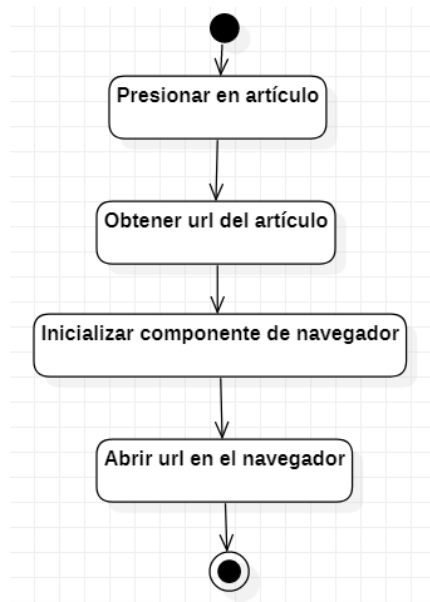 Presionar en artículo
Obtener url del artículo
Inicializar componente de navegador
Abrir url en el navegador